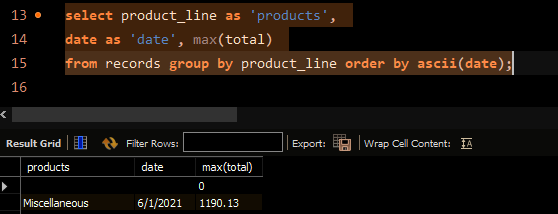 13 select product_line as 'products',
14 date as 'date', max(total)
15 from records group by product_line order by ascii(date);
16
Result Grid Filter Rows: Export: Wrap Cell Content: IA
products date max(total)
0
Miscellaneous 6/1/2021 1190.13